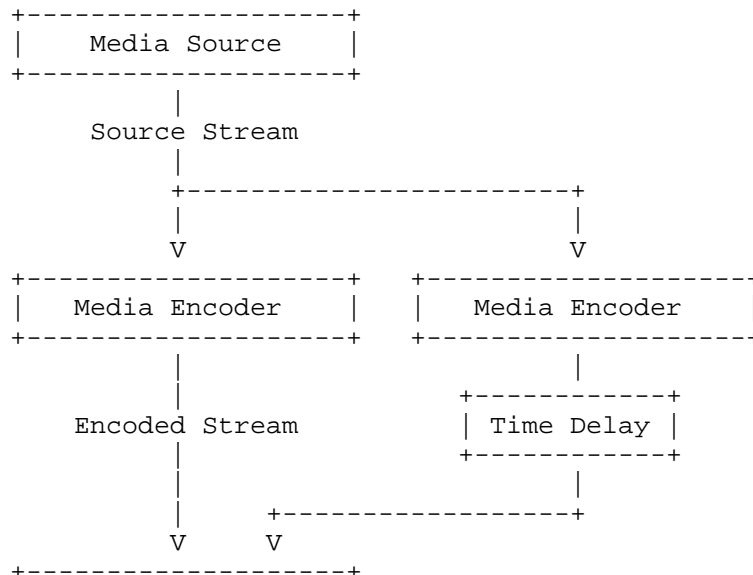 Media Source
Source Stream
V V
Media Encoder Media Encoder
Encoded Stream Time Delay
V V